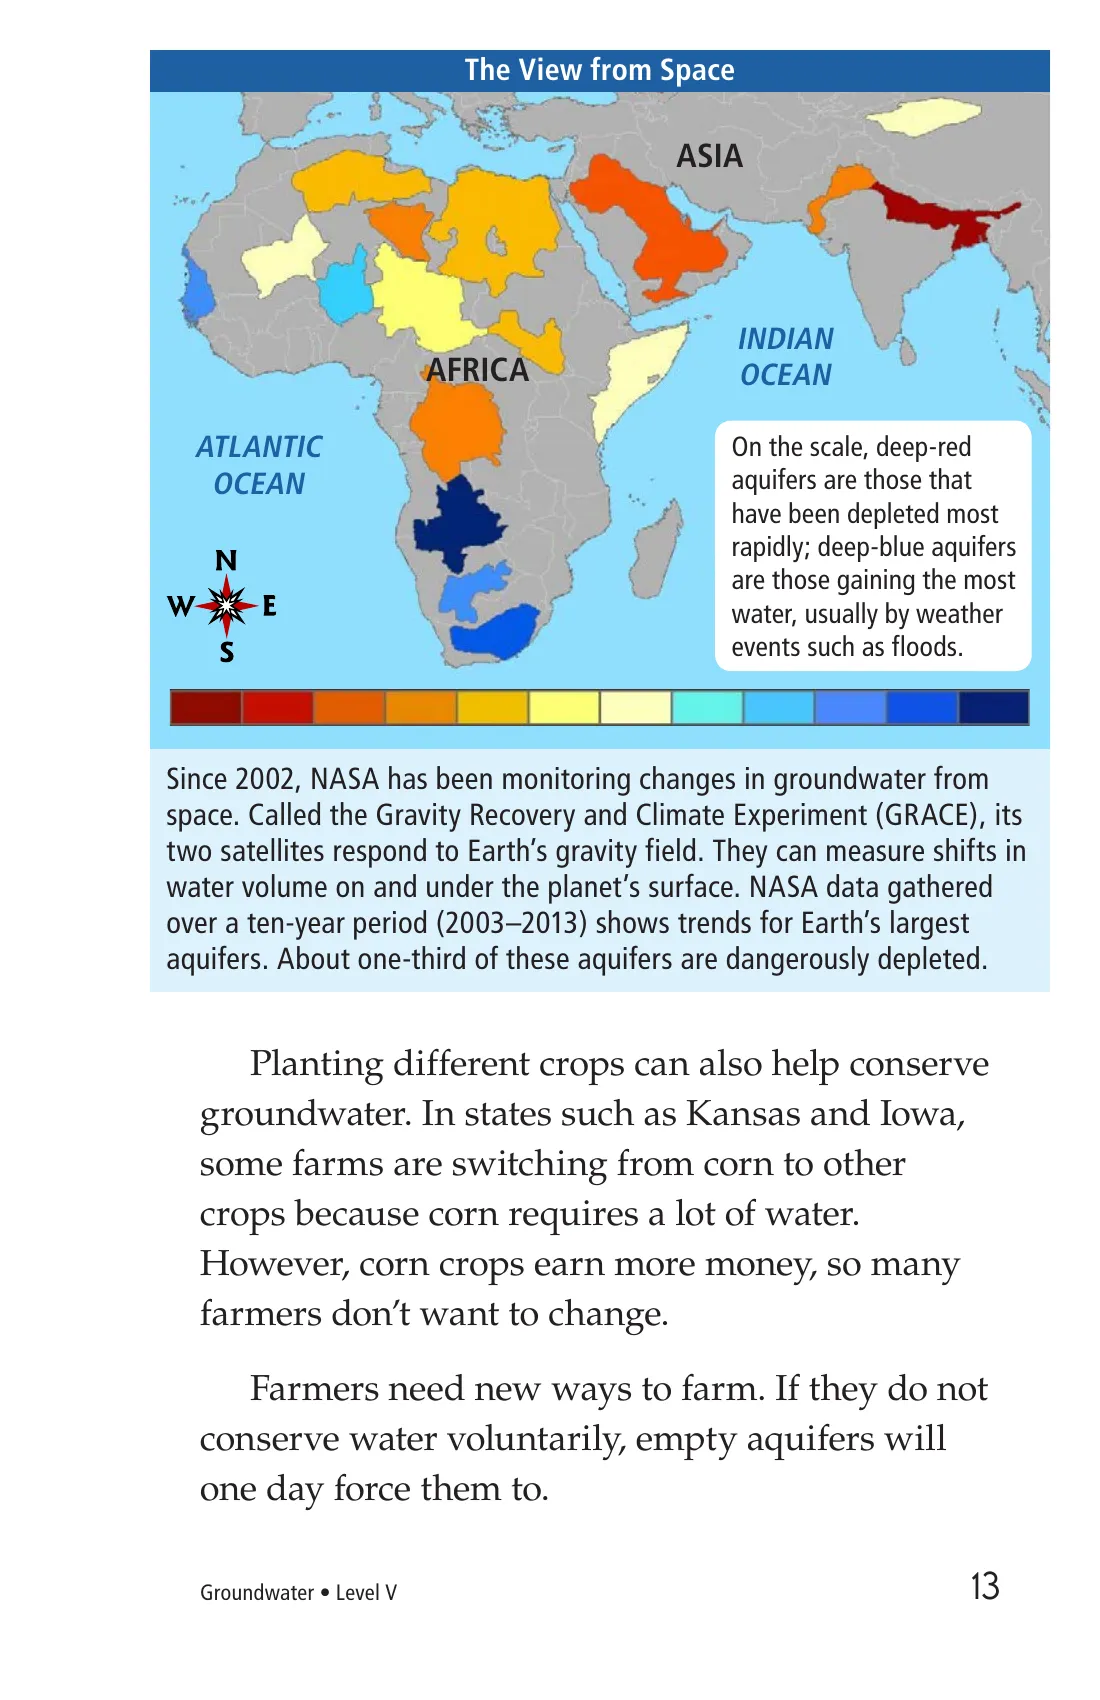 The View from Space
ASIA
AFRICA
INDIAN
OCEAN
ATLANTIC
OCEAN
N
W E
S
On the scale, deep-red
aquifers are those that
have been depleted most
rapidly; deep-blue aquifers
are those gaining the most
water, usually by weather
events such as floods.
Since 2002, NASA has been monitoring changes in groundwater from
space. Called the Gravity Recovery and Climate Experiment (GRACE), its
two satellites respond to Earth’s gravity field. They can measure shifts in
water volume on and under the planet’s surface. NASA data gathered
over a ten-year period (2003–2013) shows trends for Earth’s largest
aquifers. About one-third of these aquifers are dangerously depleted.
Planting different crops can also help conserve
groundwater. In states such as Kansas and Iowa,
some farms are switching from corn to other
crops because corn requires a lot of water.
However, corn crops earn more money, so many
farmers don’t want to change.
Farmers need new ways to farm. If they do not
conserve water voluntarily, empty aquifers will
one day force them to.
Groundwater • Level V
13